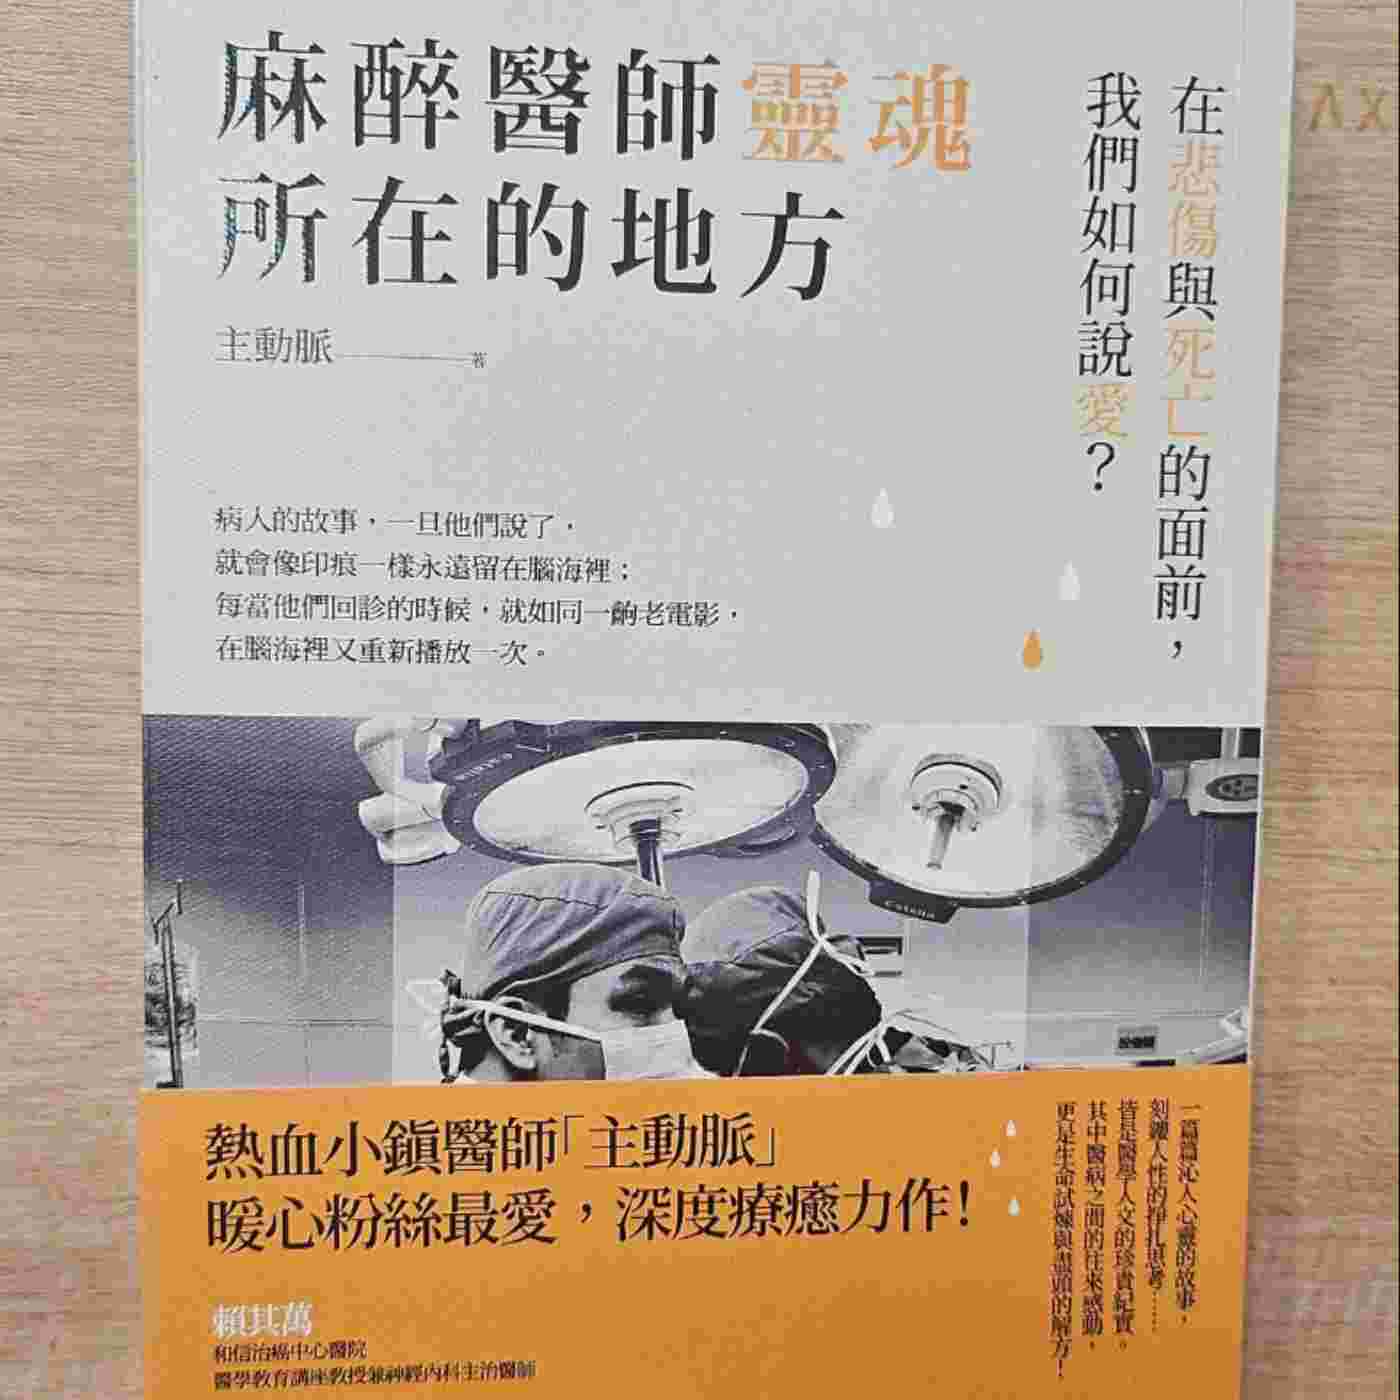 麻醉醫師靈魂
所在的地方
主動脈 著
在悲傷與死亡的面前，
我們如何說愛？
病人的故事，一旦他們說了，
就會像印痕一樣永遠留在腦海裡；
每當他們回診的時候，就如同一齣老電影，
在腦海裡又重新播放一次。
Catella
Catella
熱血小鎮醫師「主動脈」
暖心粉絲最愛，深度療癒力作！
一篇篇沁人心靈的故事，
刻鏤人性的掙扎思考……
皆是醫學人文的珍貴紀實。
其中醫病之間的往來感動，
更是生命試煉與盡頭的解方！
賴其萬
和信治癌中心醫院
醫學教育講座教授兼神經內科主治醫師